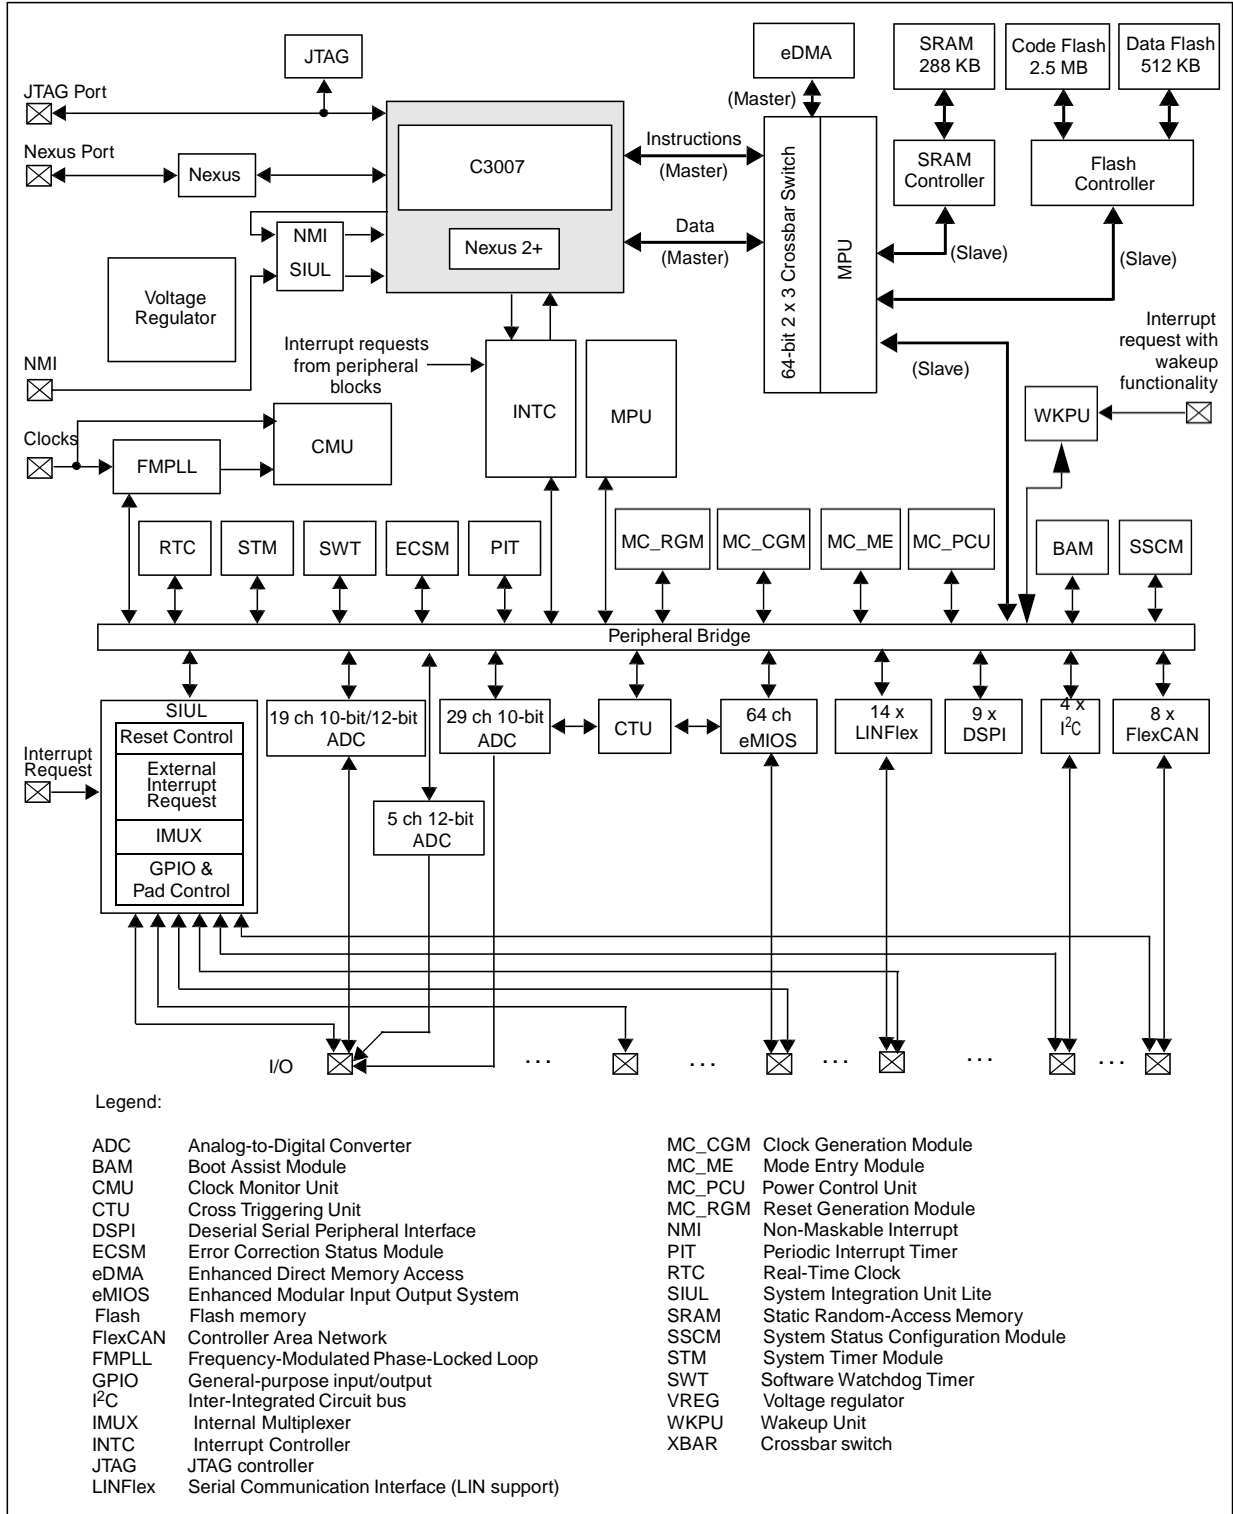 JTAG
eDMA
SRAM
288 KB
Code Flash
2.5 MB
Data Flash
512 KB
JTAG Port
(Master)
Nexus Port
Nexus
C3007
Instructions
(Master)
SRAM
Controller
Flash
Controller
NMI
SIUL
Nexus 2+
Data
(Master)
64-bit 2 x 3 Crossbar Switch
MPU
(Slave)
(Slave)
Voltage
Regulator
Interrupt requests
from peripheral
blocks
(Slave)
Interrupt
request with
wakeup
functionality
NMI
INTC
MPU
WKPU
Clocks
FMPLL
CMU
RTC
STM
SWT
ECSM
PIT
MC_RGM
MC_CGM
MC_ME
MC_PCU
BAM
SSCM
Peripheral Bridge
SIUL
Reset Control
External
Interrupt
Request
IMUX
GPIO &
Pad Control
Interrupt
Request
19 ch 10-bit/12-bit
ADC
29 ch 10-bit
ADC
CTU
64 ch
eMIOS
14 x
LINFlex
9 x
DSPI
4 x
I2C
8 x
FlexCAN
5 ch 12-bit
ADC
I/O
. . .
. . .
. . .
. . .
. . .
Legend:
ADC Analog-to-Digital Converter
BAM Boot Assist Module
CMU Clock Monitor Unit
CTU Cross Triggering Unit
DSPI Deserial Serial Peripheral Interface
ECSM Error Correction Status Module
eDMA Enhanced Direct Memory Access
eMIOS Enhanced Modular Input Output System
Flash Flash memory
FlexCAN Controller Area Network
FMPLL Frequency-Modulated Phase-Locked Loop
GPIO General-purpose input/output
I2C Inter-Integrated Circuit bus
IMUX Internal Multiplexer
INTC Interrupt Controller
JTAG JTAG controller
LINFlex Serial Communication Interface (LIN support)
MC_CGM Clock Generation Module
MC_ME Mode Entry Module
MC_PCU Power Control Unit
MC_RGM Reset Generation Module
NMI Non-Maskable Interrupt
PIT Periodic Interrupt Timer
RTC Real-Time Clock
SIUL System Integration Unit Lite
SRAM Static Random-Access Memory
SSCM System Status Configuration Module
STM System Timer Module
SWT Software Watchdog Timer
VREG Voltage regulator
WKPU Wakeup Unit
XBAR Crossbar switch